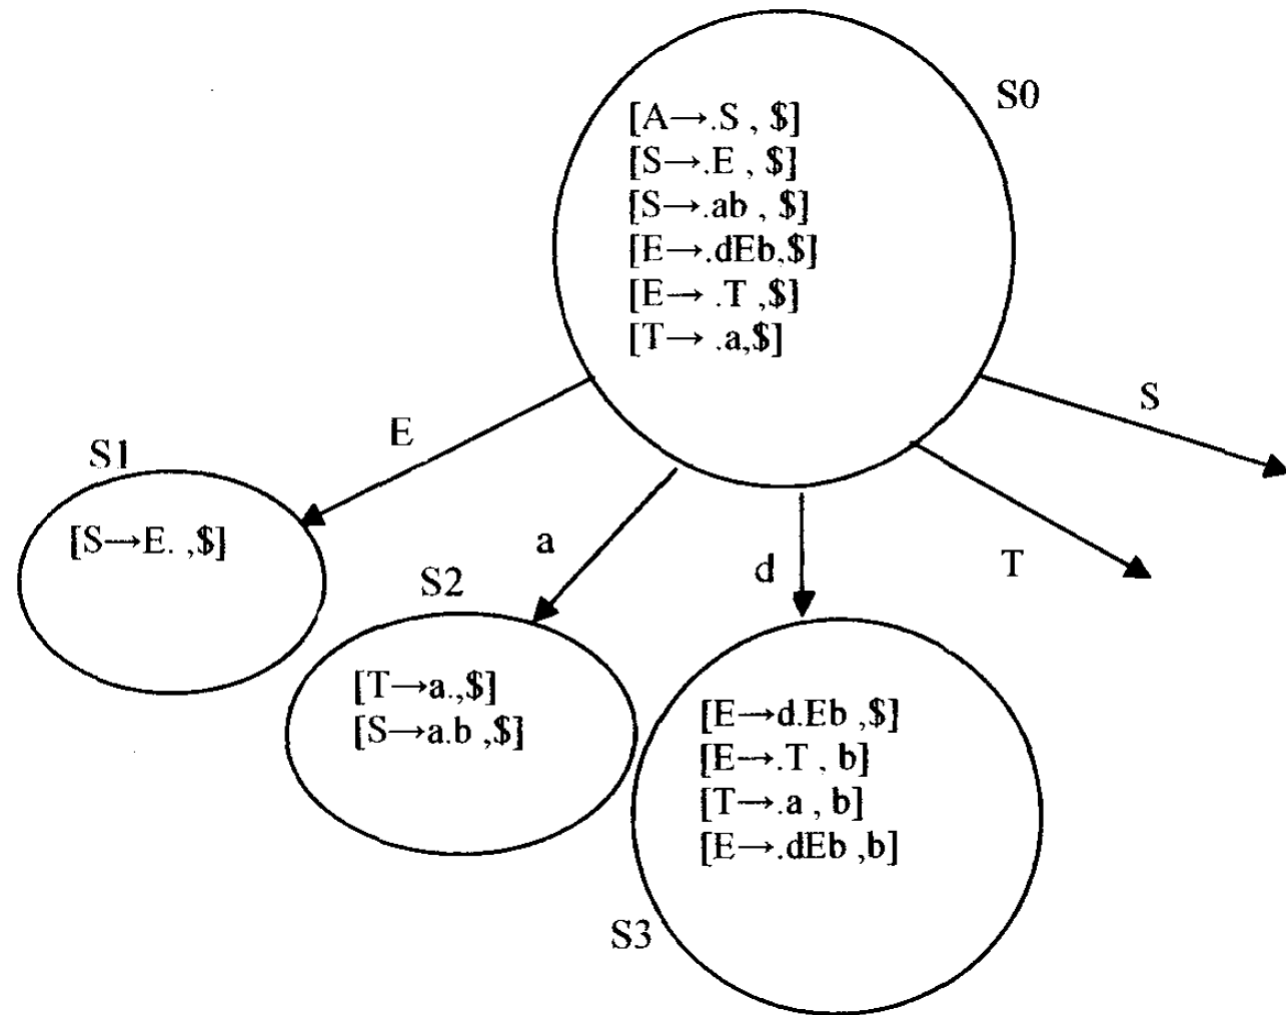 S0
[A→.S , $]
[S→.E , $]
[S→.ab , $]
[E→.dEb,$]
[E→ .T ,$]
[T→ .a,$]
S
E
S1
[S→E. ,$]
a
d
T
S2
[T→a.,$]
[S→a.b ,$]
[E→d.Eb ,$]
[E→.T , b]
[T→.a , b]
[E→.dEb ,b]
S3